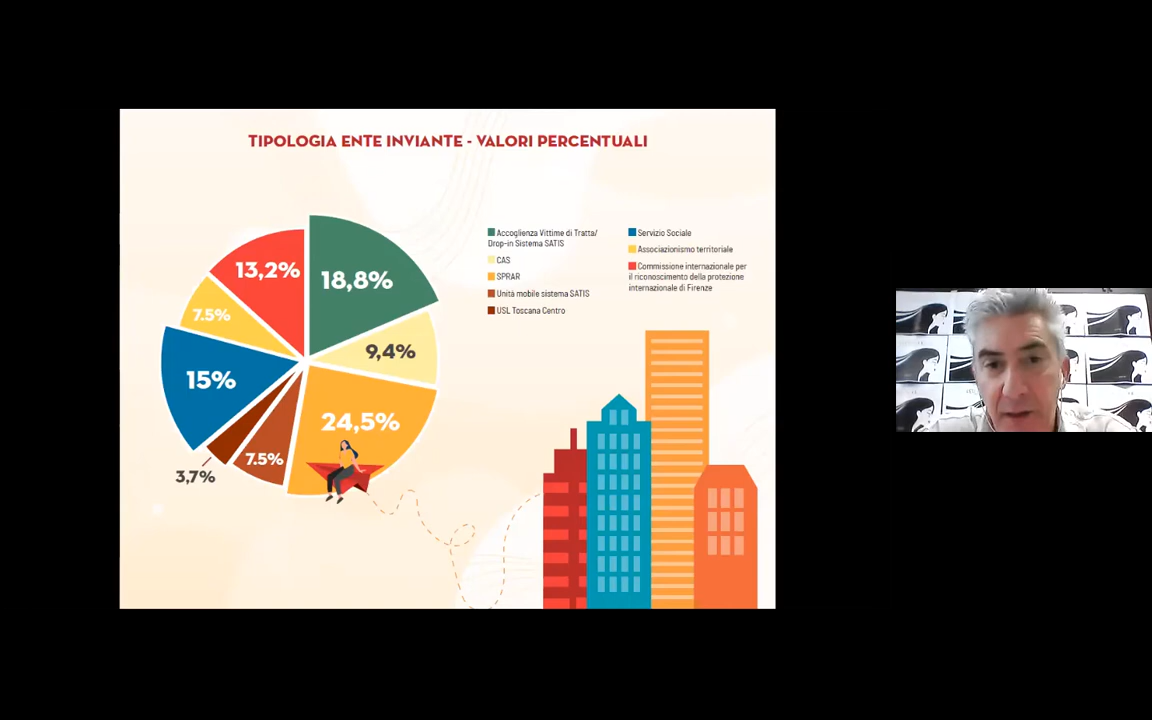 TIPOLOGIA ENTE INVIANTE - VALORI PERCENTUALI
13,2%
18,8%
7.5%
9,4%
15%
24,5%
7.5%
3,7%
Accoglienza Vittime di Tratta/
Drop-in Sistema SATIS
CAS
SPRAR
Unità mobile sistema SATIS
USL Toscana Centro
Servizio Sociale
Associazionismo territoriale
Commissione internazionale per
il riconoscimento della protezione
internazionale di Firenze